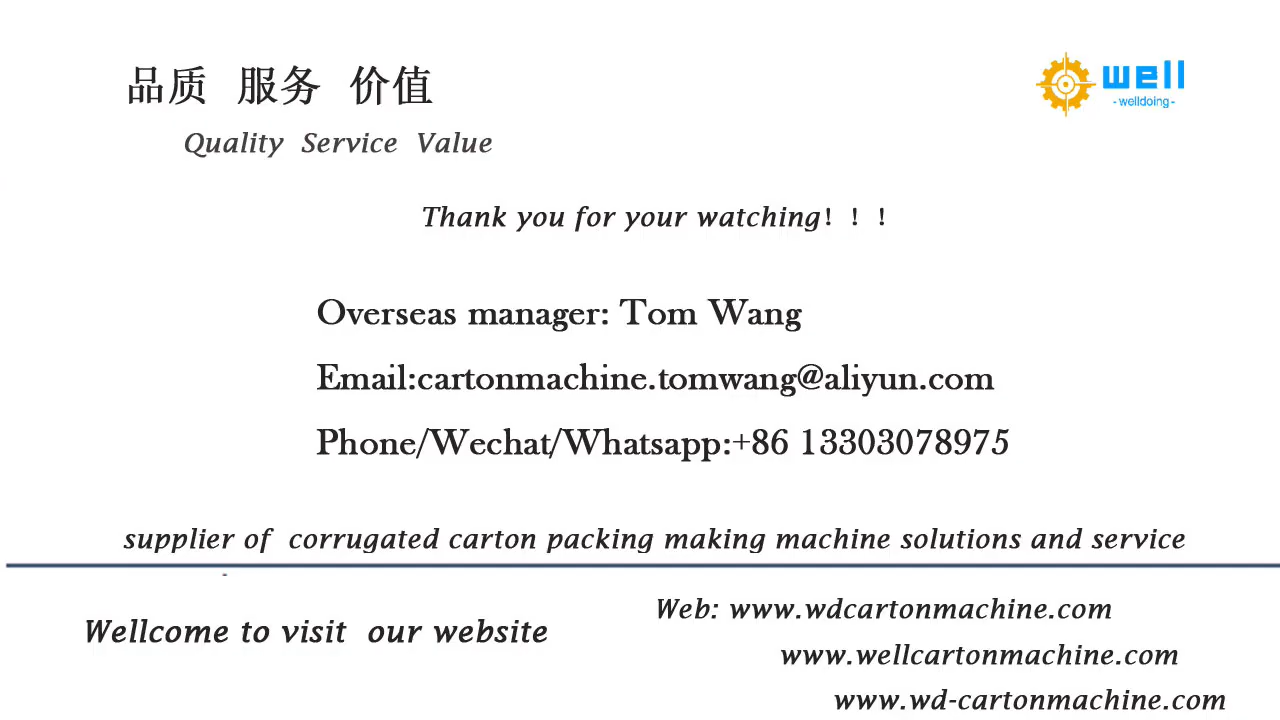 品质 服务 价值
Quality Service Value
well
-welldoing-
Thank you for your watching！！！
Overseas manager: Tom Wang
Email:cartonmachine.tomwang@aliyun.com
Phone/Wechat/Whatsapp:+86 13303078975
supplier of corrugated carton packing making machine solutions and service
Wellcome to visit our website
Web: www.wdcartonmachine.com
www.wellcartonmachine.com
www.wd-cartonmachine.com